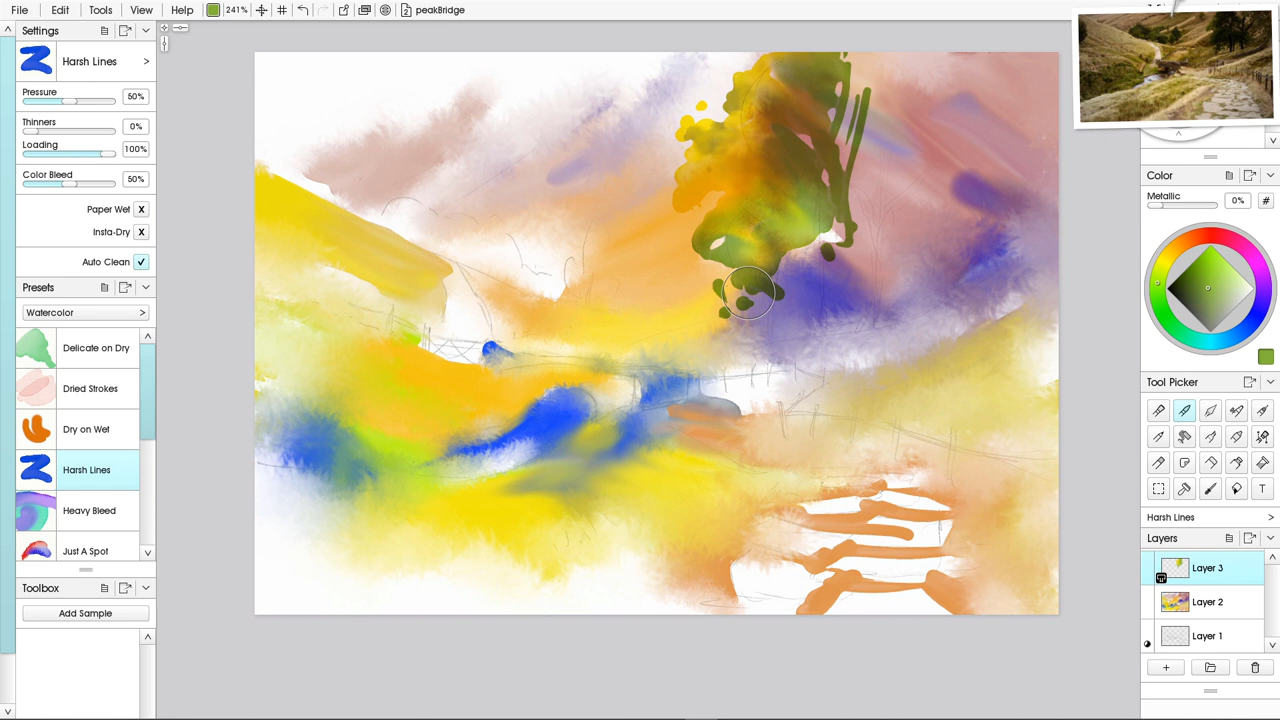 File Edit Tools View Help 241% peakBridge
Settings
Harsh Lines >
Pressure
50%
Thinners
0%
Loading
100%
Color Bleed
50%
Paper Wet X
Insta-Dry X
Auto Clean
Presets
Watercolor >
Delicate on Dry
Dried Strokes
Dry on Wet
Harsh Lines
Heavy Bleed
Just A Spot
Toolbox
Add Sample
Color
Metallic
0% #
Tool Picker
T
Harsh Lines >
Layers
Layer 3
Layer 2
Layer 1
+